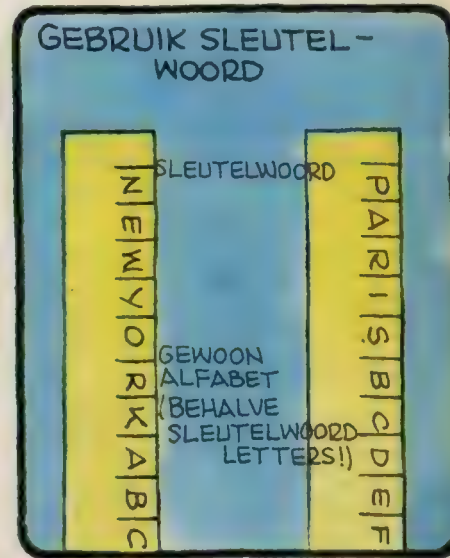 GEBRUIK SLEUTEL-
WOORD
SLEUTELWOORD
N|E|W|Y|O|R|K|A|B|C
P|A|R|I|S|B|C|D|E|F
GEWOON
ALFABET
(BEHALVE
SLEUTELWOORD
LETTERS!)